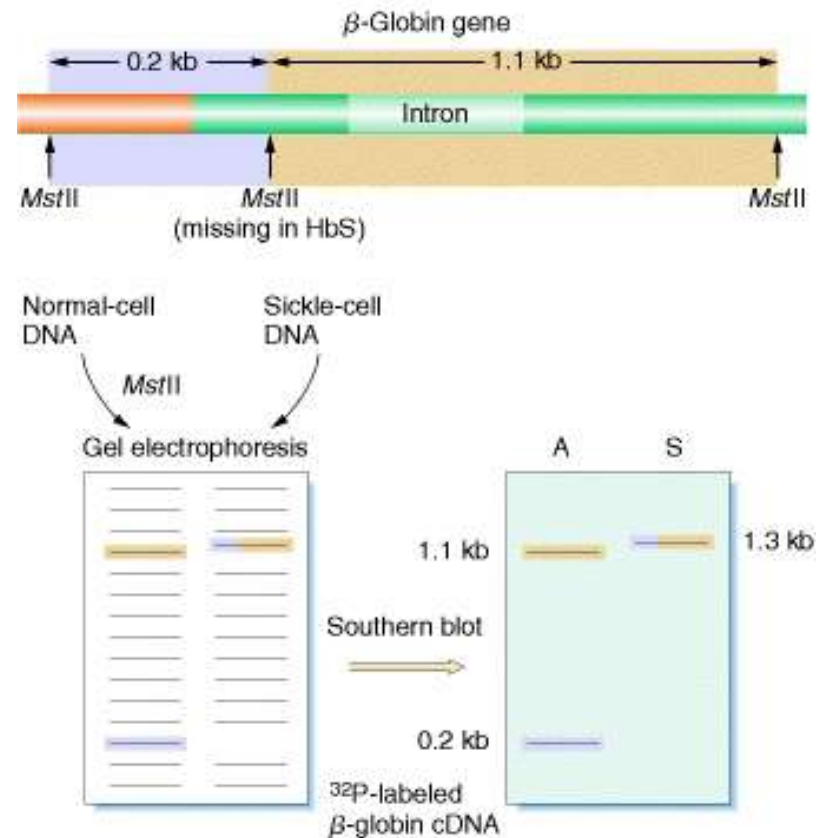 β-Globin gene
0.2 kb
1.1 kb
Intron
MstII
MstII
MstII
(missing in HbS)
Normal-cell
DNA
Sickle-cell
DNA
MstII
Gel electrophoresis
A
S
1.1 kb
1.3 kb
Southern blot
0.2 kb
32P-labeled
β-globin cDNA